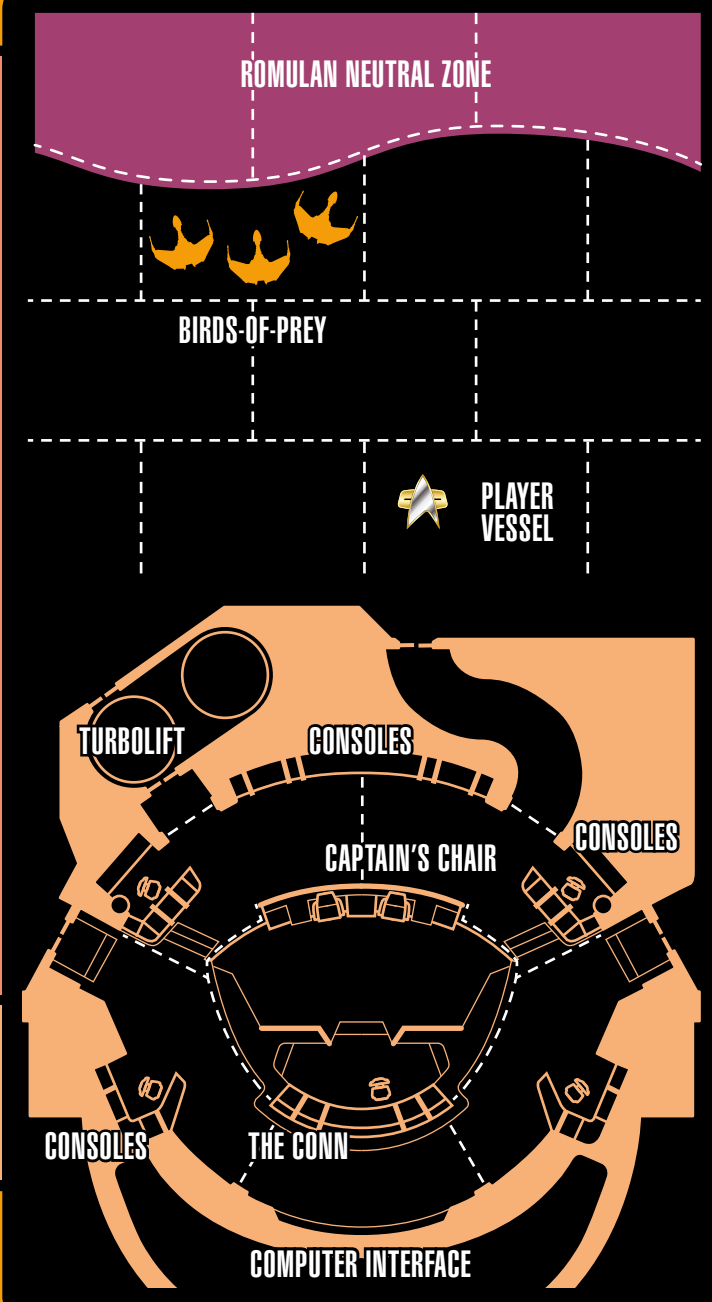 ROMULAN NEUTRAL ZONE
BIRDS-OF-PREY
PLAYER
VESSEL
TURBOLIFT
CONSOLES
CONSOLES
CAPTAIN'S CHAIR
CONSOLES
THE CONN
COMPUTER INTERFACE